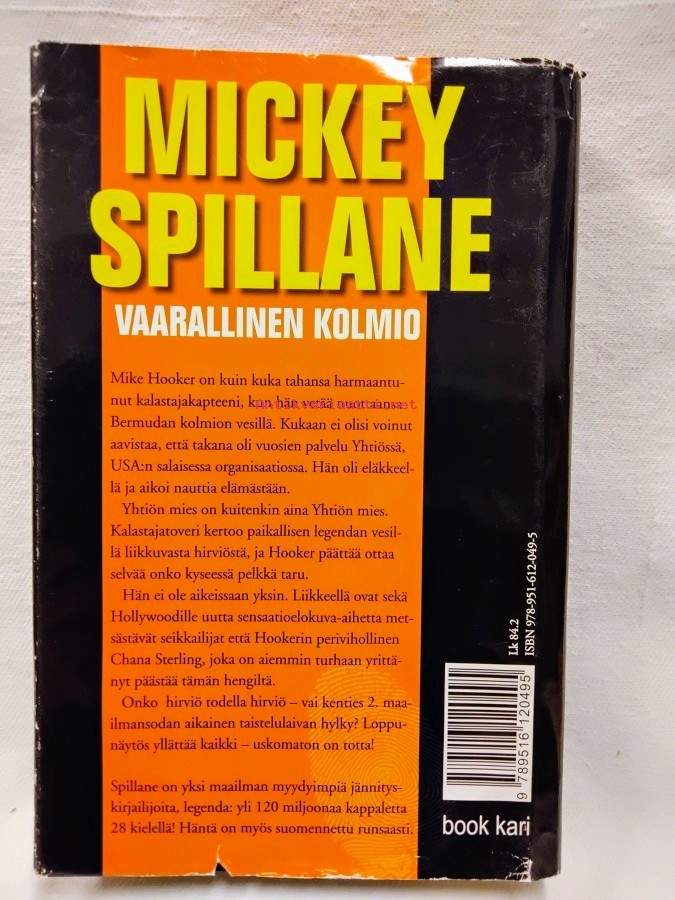 MICKEY
SPILLANE
VAARALLINEN KOLMIO
Mike Hooker on kuin kuka tahansa harmaantu-
nut kalastajakapteeni, kun hän vetää nuottaansa
Bermudan kolmion vesillä. Kukaan ei olisi voinut
aavistaa, että takana oli vuosien palvelu Yhtiössä,
USA:n salaisessa organisaatiossa. Hän oli eläkkeel-
lä ja aikoi nauttia elämästään.
Yhtiön mies on kuitenkin aina Yhtiön mies.
Kalastajatoveri kertoo paikallisen legendan vesil-
lä liikkuvasta hirviöstä, ja Hooker päättää ottaa
selvää onko kyseessä pelkkä taru.
Hän ei ole aikeissaan yksin. Liikkeellä ovat sekä
Hollywoodille uutta sensaatioelokuva-aihetta met-
sästävät seikkailijat että Hookerin perivihollinen
Chana Sterling, joka on aiemmin turhaan yrittä-
nyt päästää tämän hengiltä.
Onko hirviö todella hirviö – vai kenties 2. maa-
ilmansodan aikainen taistelulaivan hylky? Loppu-
näytös yllättää kaikki – uskomaton on totta!
Spillane on yksi maailman myydyimpiä jännitys-
kirjailijoita, legenda: yli 120 miljoonaa kappaletta
28 kielellä! Häntä on myös suomennettu runsaasti.
Lk 84.2
ISBN 978-951-612-049-5
9 789516 120495
book kari